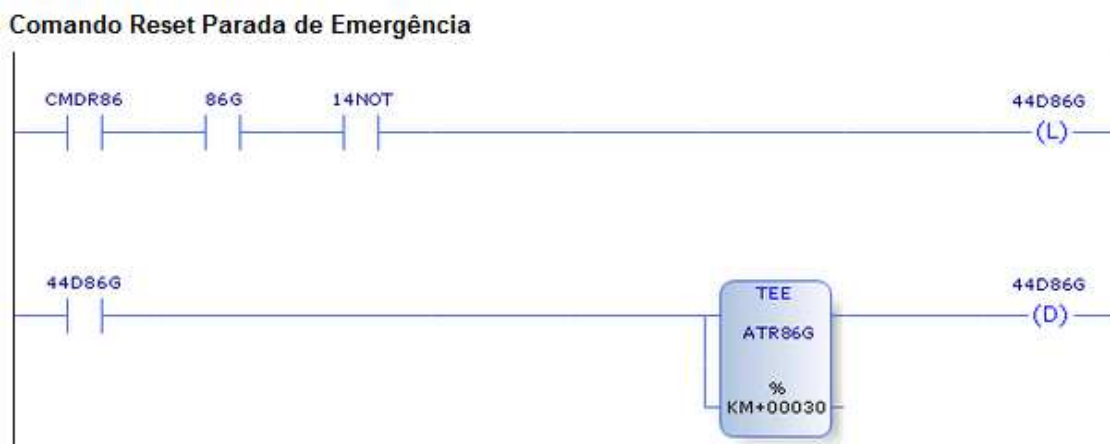 Comando Reset Parada de Emergência
CMDR86 86G 14NOT 44D86G
(L)
44D86G TEE 44D86G
(D)
ATR86G
%
KM+00030